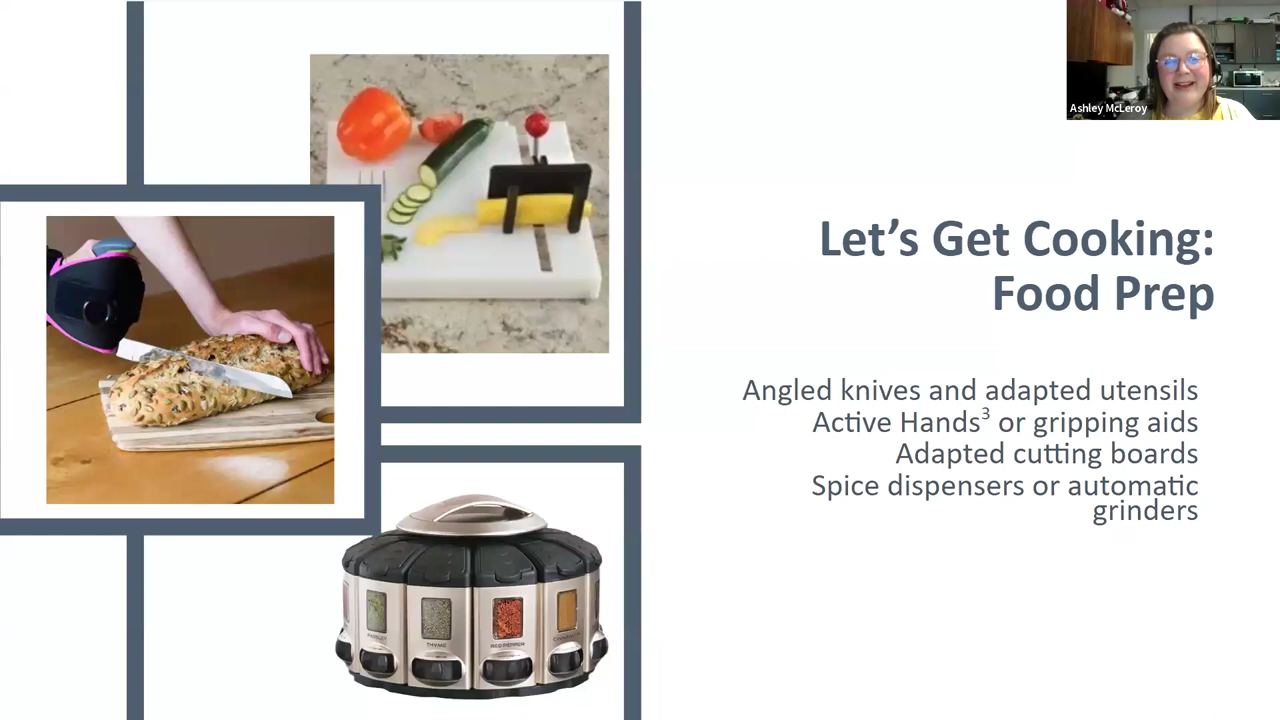 Ashley McLeroy
Let's Get Cooking:
Food Prep
Angled knives and adapted utensils
Active Hands³ or gripping aids
Adapted cutting boards
Spice dispensers or automatic
grinders
PARSLEY
THYME
RED PEPPER